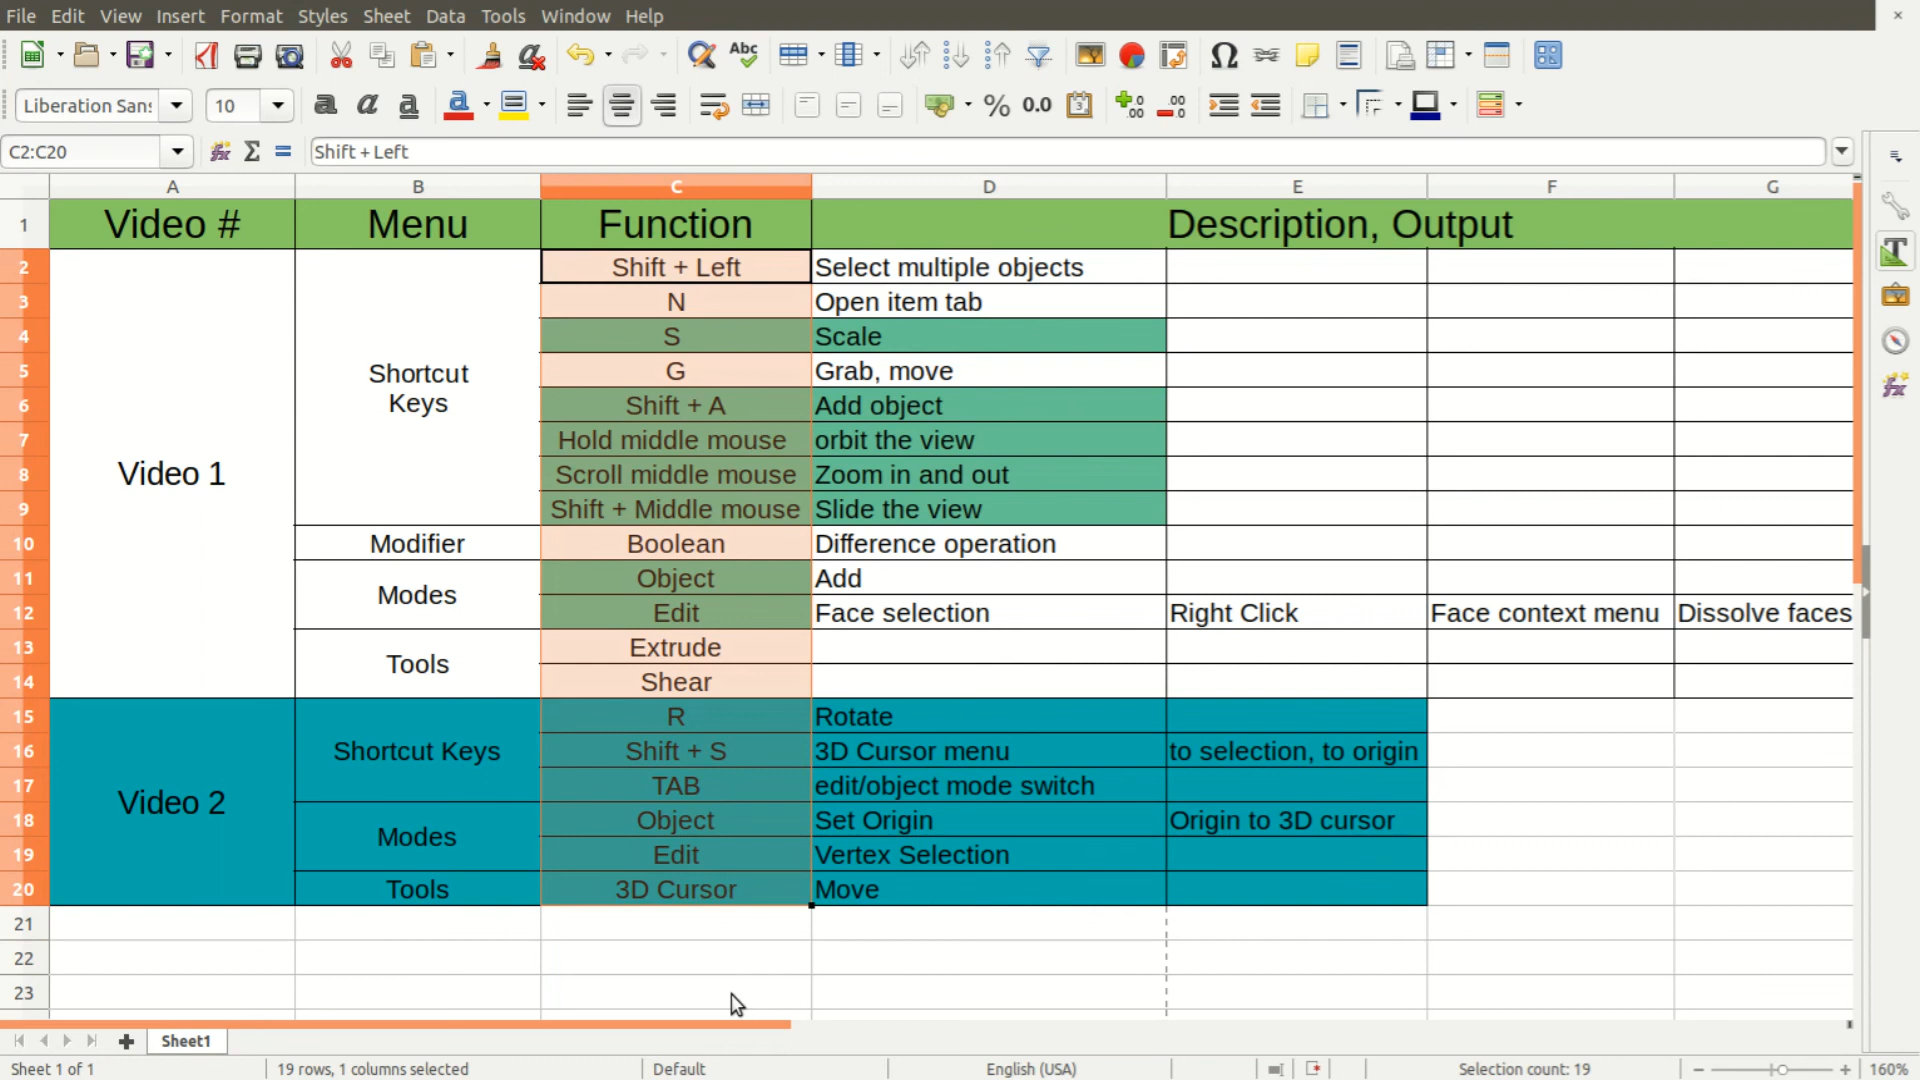 File Edit View Insert Format Styles Sheet Data Tools Window Help
Abc
Liberation Sans 10 a a a % 0.0
C2:C20 Shift + Left
A B C D E F G
1 Video # Menu Function Description, Output
2 Shift + Left Select multiple objects
3 N Open item tab
4 S Scale
5 G Grab, move
Shortcut
Keys
6 Shift + A Add object
7 Hold middle mouse orbit the view
8 Video 1 Scroll middle mouse Zoom in and out
9 Shift + Middle mouse Slide the view
10 Modifier Boolean Difference operation
11 Modes Object Add
12 Edit Face selection Right Click Face context menu Dissolve faces
13 Tools Extrude
14 Shear
15 R Rotate
16 Shortcut Keys Shift + S 3D Cursor menu to selection, to origin
17 Video 2 TAB edit/object mode switch
18 Modes Object Set Origin Origin to 3D cursor
19 Edit Vertex Selection
20 Tools 3D Cursor Move
21
22
23
Sheet1
Sheet 1 of 1 19 rows, 1 columns selected Default English (USA) Selection count: 19 160%